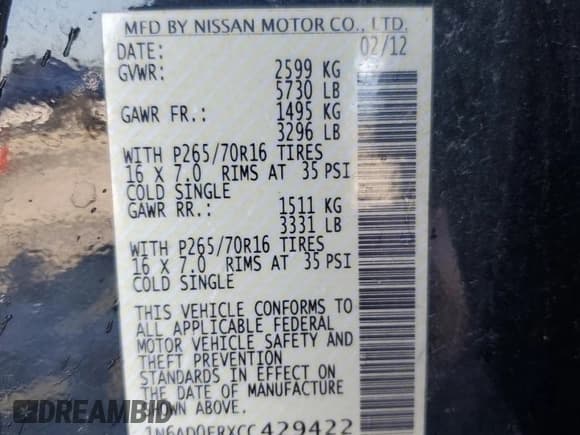 MFD BY NISSAN MOTOR CO., LTD.
DATE: 02/12
GVWR: 2599 KG
5730 LB
GAWR FR.: 1495 KG
3296 LB
WITH P265/70R16 TIRES
16 X 7.0 RIMS AT 35 PSI
COLD SINGLE
GAWR RR.: 1511 KG
3331 LB
WITH P265/70R16 TIRES
16 X 7.0 RIMS AT 35 PSI
COLD SINGLE
THIS VEHICLE CONFORMS TO
ALL APPLICABLE FEDERAL
MOTOR VEHICLE SAFETY AND
THEFT PREVENTION
STANDARDS IN EFFECT ON
THE DATE OF MANUFACTURE
SHOWN ABOVE.
1N6AD0ERXCC 429422
DREAMBID